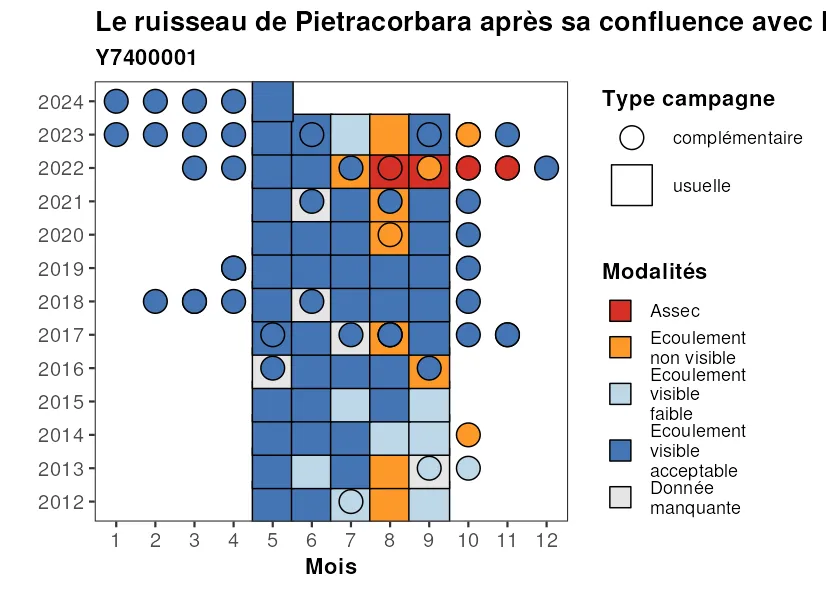 Le ruisseau de Pietracorbara après sa confluence avec l
Y7400001
2024
2023
2022
2021
2020
2019
2018
2017
2016
2015
2014
2013
2012
1 2 3 4 5 6 7 8 9 10 11 12
Mois
Type campagne
complémentaire
usuelle
Modalités
Assec
Ecoulement
non visible
Ecoulement
visible
faible
Ecoulement
visible
acceptable
Donnée
manquante